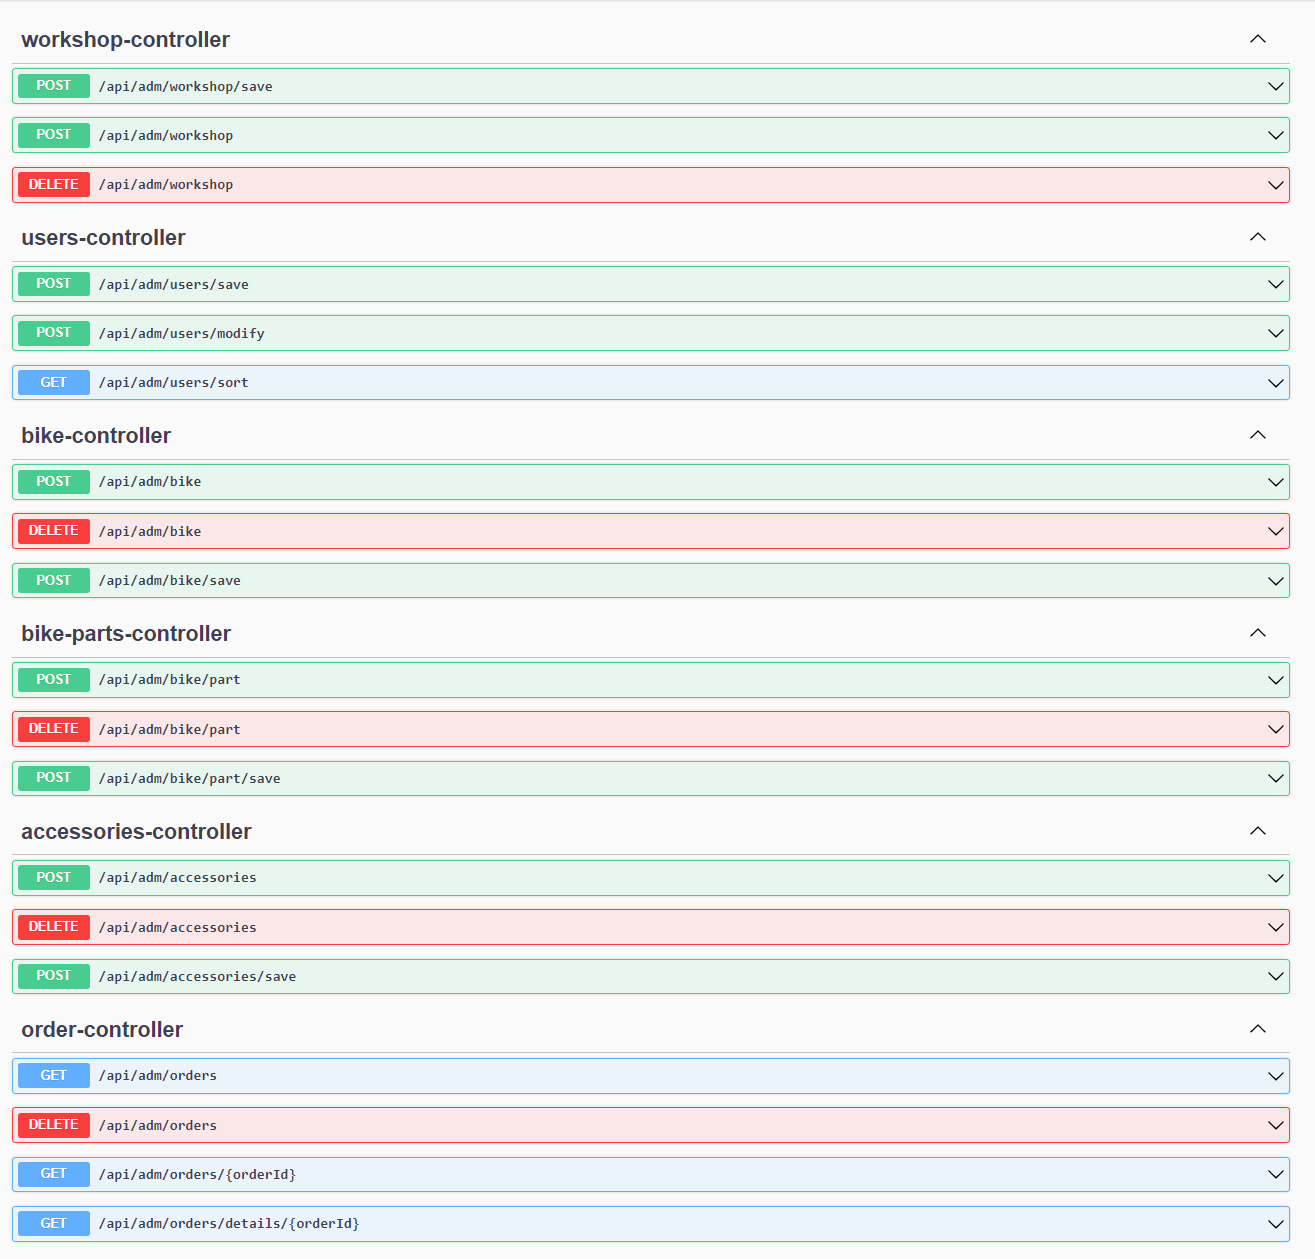 workshop-controller
POST /api/adm/workshop/save
POST /api/adm/workshop
DELETE /api/adm/workshop
users-controller
POST /api/adm/users/save
POST /api/adm/users/modify
GET /api/adm/users/sort
bike-controller
POST /api/adm/bike
DELETE /api/adm/bike
POST /api/adm/bike/save
bike-parts-controller
POST /api/adm/bike/part
DELETE /api/adm/bike/part
POST /api/adm/bike/part/save
accessories-controller
POST /api/adm/accessories
DELETE /api/adm/accessories
POST /api/adm/accessories/save
order-controller
GET /api/adm/orders
DELETE /api/adm/orders
GET /api/adm/orders/{orderId}
GET /api/adm/orders/details/{orderId}